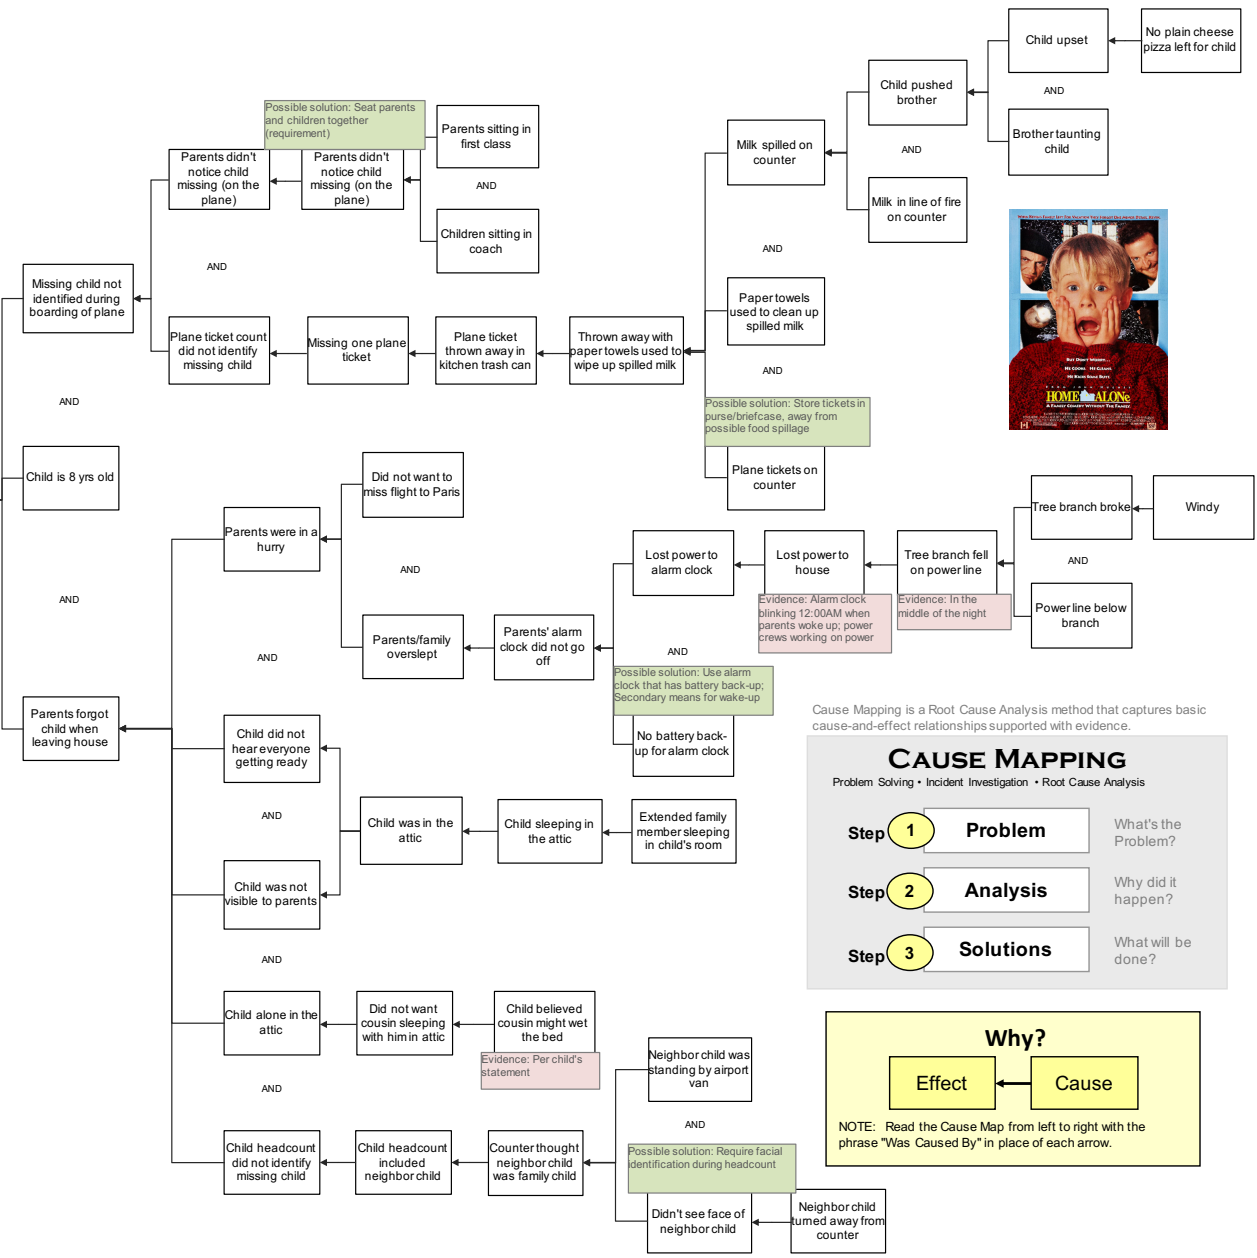 Child upset
No plain cheese
pizza left for child
AND
Child pushed
brother
Brother taunting
child
AND
Milk spilled on
counter
Milk in line of fire
on counter
AND
Possible solution: Seat parents
and children together
(requirement)
Parents sitting in
first class
Parents didn't
notice child
missing (on the
plane)
Parents didn't
notice child
missing (on the
plane)
AND
Children sitting in
coach
AND
Missing child not
identified during
boarding of plane
Plane ticket count
did not identify
missing child
Missing one plane
ticket
Plane ticket
thrown away in
kitchen trash can
Thrown away with
paper towels used to
wipe up spilled milk
Paper towels
used to clean up
spilled milk
AND
Possible solution: Store tickets in
purse/briefcase, away from
possible food spillage
Plane tickets on
counter
BUT DON'T WORRY...
HE COOKS HE CLEANS
HE KICKS SOME BUTT.
HOME ALONe
A FAMILY COMEDY WITHOUT THE FAMILY.
AND
Child is 8 yrs old
AND
Did not want to
miss flight to Paris
Parents were in a
hurry
AND
Parents/family
overslept
Parents' alarm
clock did not go
off
Lost power to
alarm clock
Lost power to
house
Tree branch fell
on power line
Tree branch broke
Windy
AND
Power line below
branch
Evidence: Alarm clock
blinking 12:00AM when
parents woke up; power
crews working on power
Evidence: In the
middle of the night
AND
Possible solution: Use alarm
clock that has battery back-up;
Secondary means for wake-up
No battery back-
up for alarm clock
AND
Parents forgot
child when
leaving house
Child did not
hear everyone
getting ready
AND
Child was in the
attic
Child sleeping in
the attic
Extended family
member sleeping
in child's room
Child was not
visible to parents
AND
Child alone in the
attic
Did not want
cousin sleeping
with him in attic
Child believed
cousin might wet
the bed
Evidence: Per child's
statement
AND
Child headcount
did not identify
missing child
Child headcount
included
neighbor child
Counter thought
neighbor child
was family child
Neighbor child was
standing by airport
van
AND
Possible solution: Require facial
identification during headcount
Didn't see face of
neighbor child
Neighbor child
turned away from
counter
Cause Mapping is a Root Cause Analysis method that captures basic
cause-and-effect relationships supported with evidence.
CAUSE MAPPING
Problem Solving • Incident Investigation • Root Cause Analysis
Step 1 Problem What's the
Problem?
Step 2 Analysis Why did it
happen?
Step 3 Solutions What will be
done?
Why?
Effect Cause
NOTE: Read the Cause Map from left to right with the
phrase "Was Caused By" in place of each arrow.